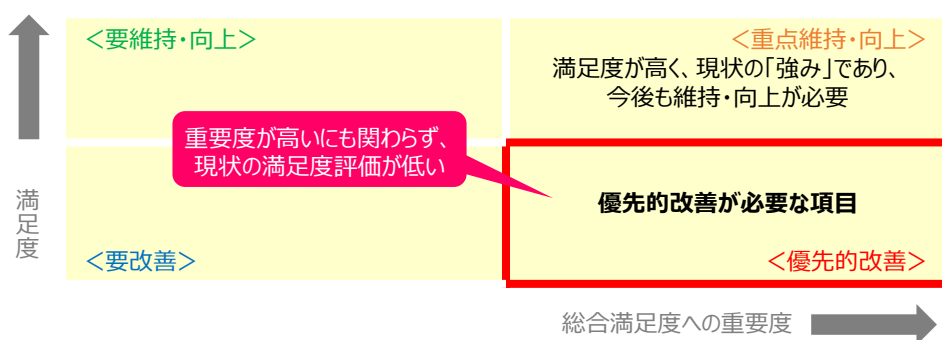 ＜要維持・向上＞
＜重点維持・向上＞
満足度が高く、現状の｢強み｣であり、
今後も維持・向上が必要
重要度が高いにも関わらず、
現状の満足度評価が低い
満足度
優先的改善が必要な項目
＜要改善＞
＜優先的改善＞
総合満足度への重要度